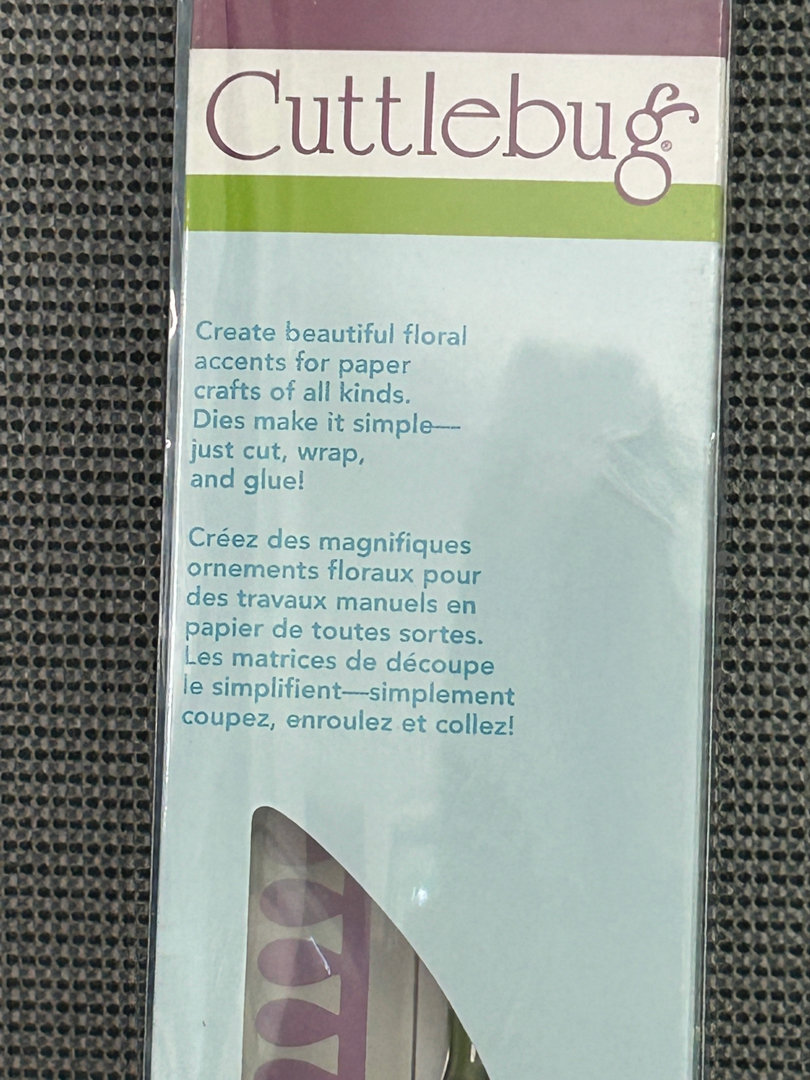 Cuttlebug®
Create beautiful floral
accents for paper
crafts of all kinds.
Dies make it simple—
just cut, wrap,
and glue!
Créez des magnifiques
ornements floraux pour
des travaux manuels en
papier de toutes sortes.
Les matrices de découpe
le simplifient—simplement
coupez, enroulez et collez!